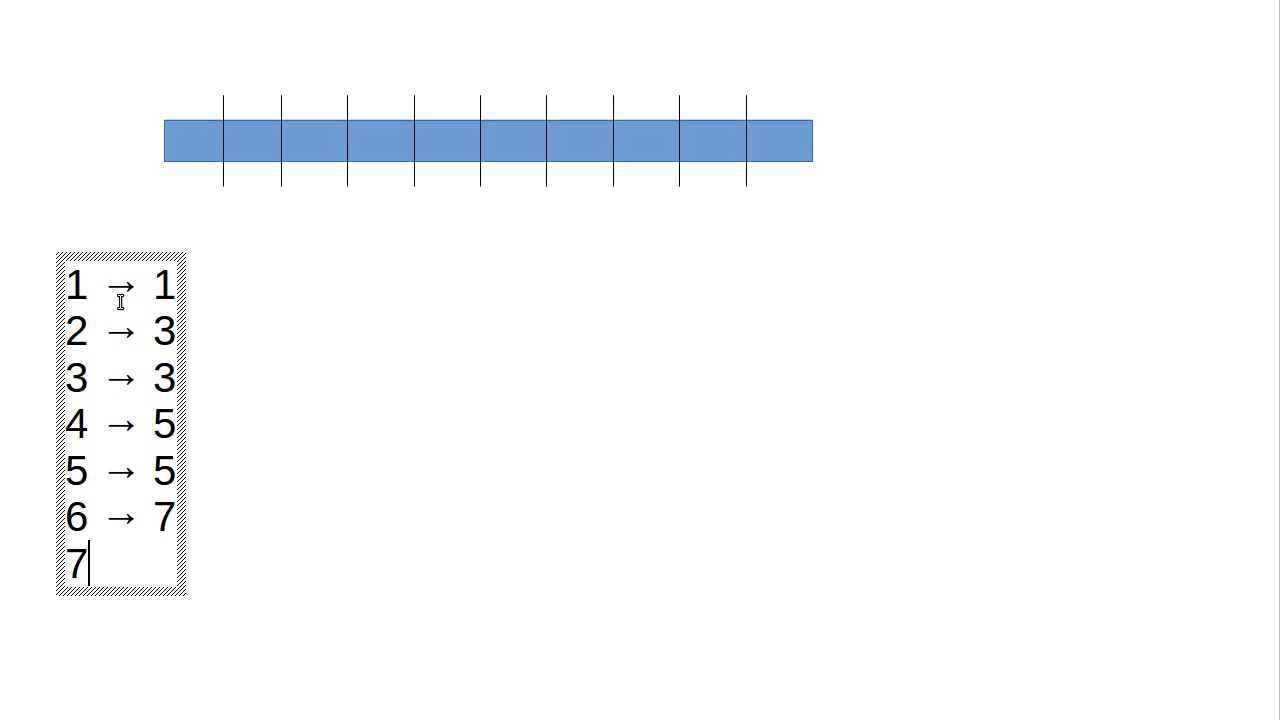 1 → 1
2 → 3
3 → 3
4 → 5
5 → 5
6 → 7
7